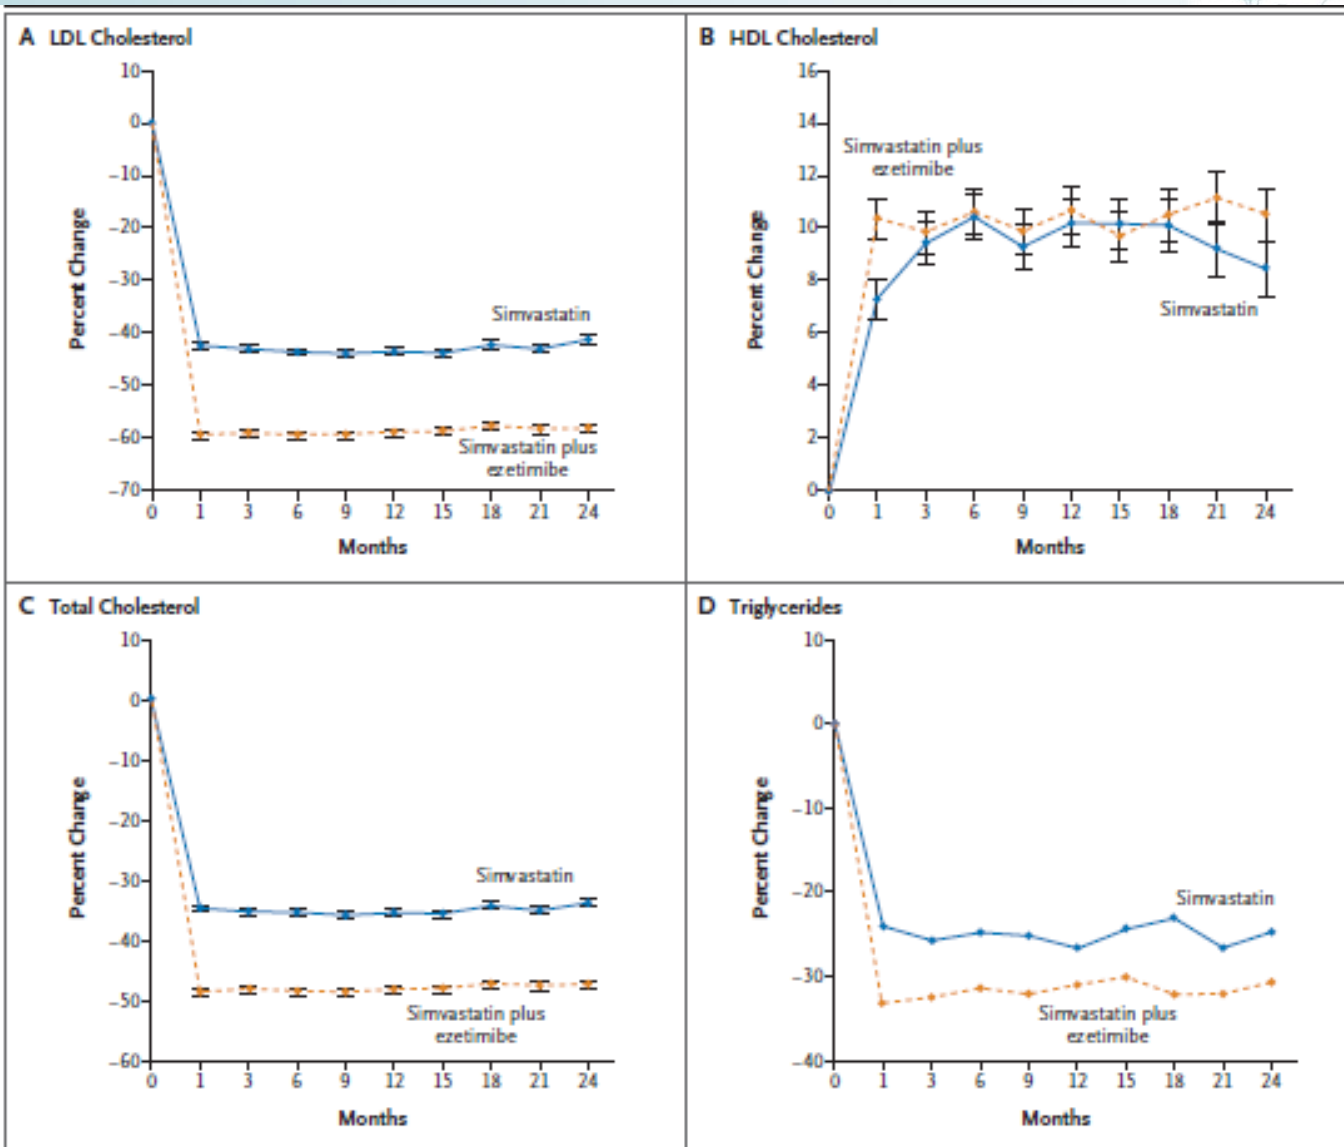 A LDL Cholesterol
10
0
–10
–20
–30
–40
–50
–60
–70
Percent Change
Simvastatin
Simvastatin plus
ezetimibe
0 1 3 6 9 12 15 18 21 24
Months
B HDL Cholesterol
16
14
12
10
8
6
4
2
0
Percent Change
Simvastatin plus
ezetimibe
Simvastatin
0 1 3 6 9 12 15 18 21 24
Months
C Total Cholesterol
10
0
–10
–20
–30
–40
–50
–60
Percent Change
Simvastatin
Simvastatin plus
ezetimibe
0 1 3 6 9 12 15 18 21 24
Months
D Triglycerides
10
0
–10
–20
–30
–40
Percent Change
Simvastatin
Simvastatin plus
ezetimibe
0 1 3 6 9 12 15 18 21 24
Months